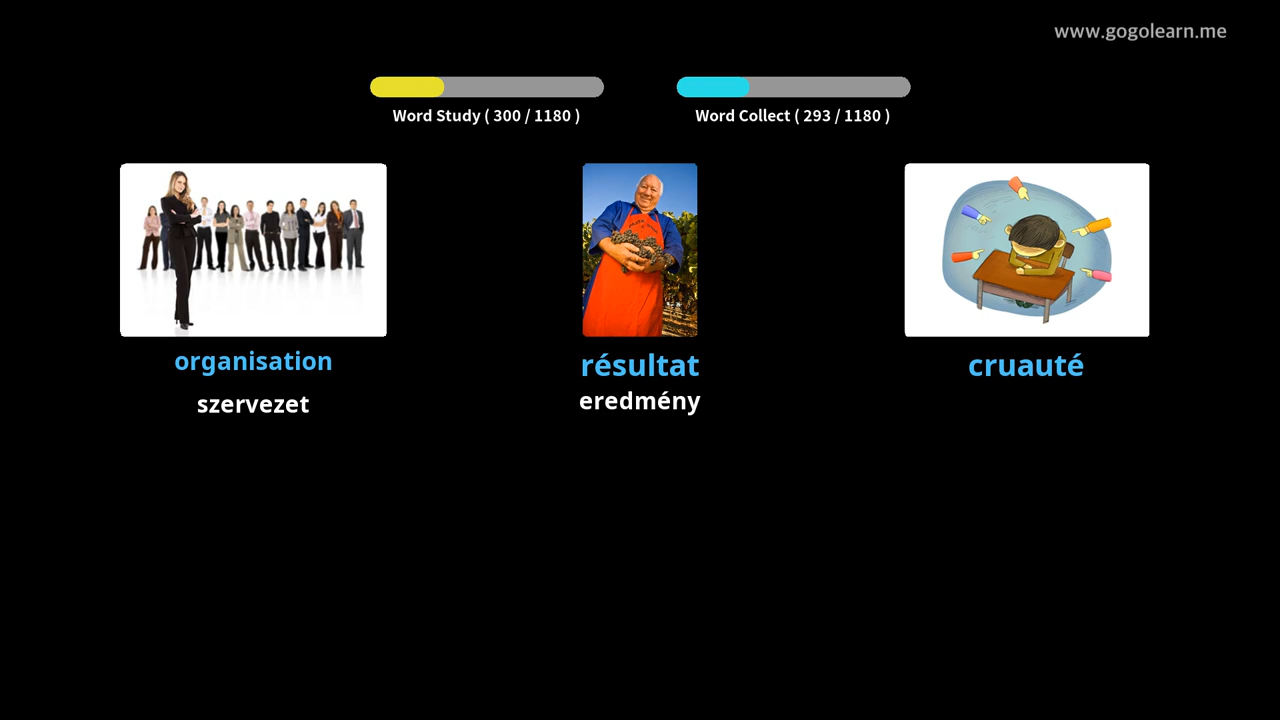 www.gogolearn.me
Word Study ( 300 / 1180 )
Word Collect ( 293 / 1180 )
organisation
résultat
cruauté
szervezet
eredmény